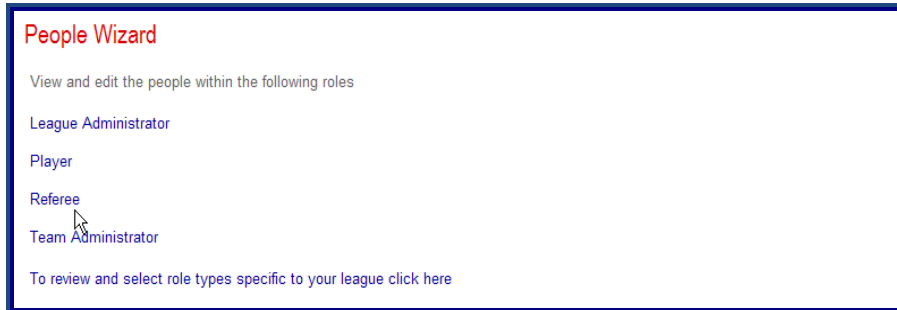 People Wizard
View and edit the people within the following roles
League Administrator
Player
Referee
Team Administrator
To review and select role types specific to your league click here